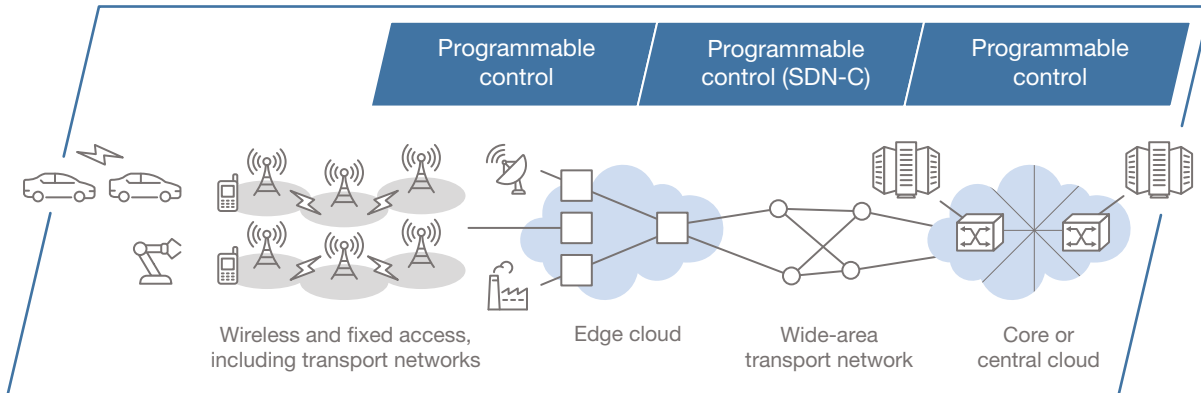 Programmable
control
Programmable
control (SDN-C)
Programmable
control
Wireless and fixed access,
including transport networks
Edge cloud
Wide-area
transport network
Core or
central cloud